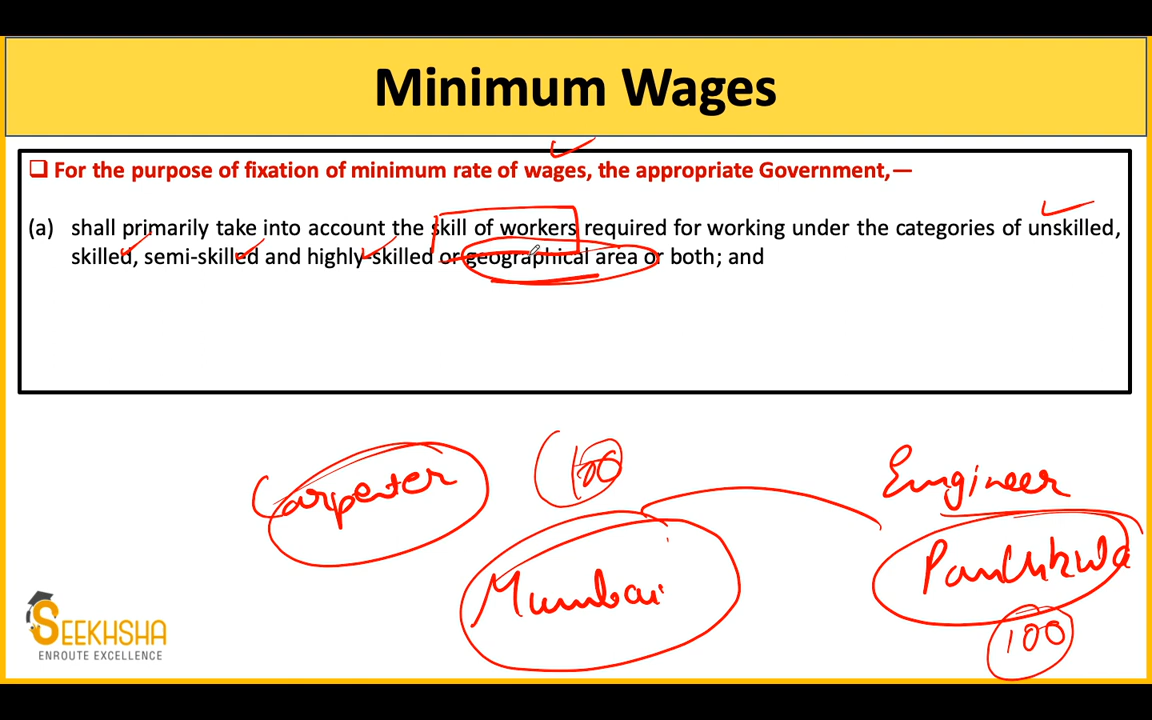 Minimum Wages
❑ For the purpose of fixation of minimum rate of wages, the appropriate Government,—
(a) shall primarily take into account the skill of workers required for working under the categories of unskilled,
skilled, semi-skilled and highly-skilled or geographical area or both; and
Carpenter
Engineer
Mumbai
100
SEEKHSHA
ENROUTE EXCELLENCE